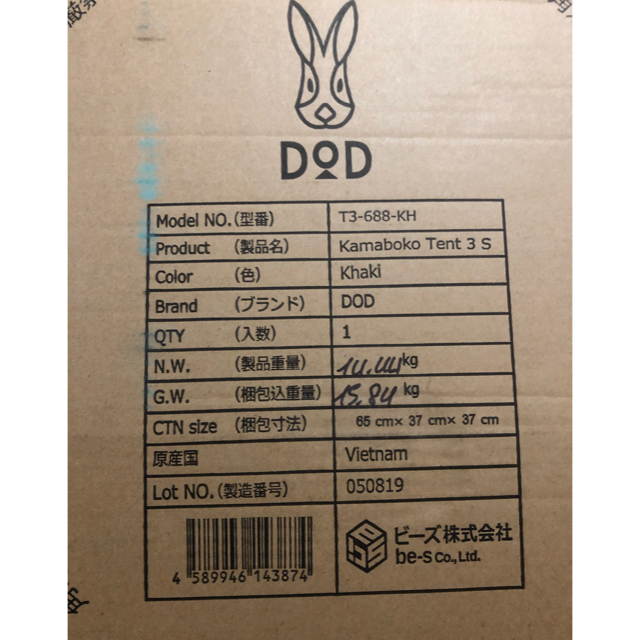 DOD
Model NO.(型番) T3-688-KH
Product (製品名) Kamaboko Tent 3 S
Color (色) Khaki
Brand (ブランド) DOD
QTY (入数) 1
N.W. (製品重量) 14.44kg
G.W. (梱包込重量) 15.84 kg
CTN size (梱包寸法) 65 cm× 37 cm× 37 cm
原産国 Vietnam
Lot NO.(製造番号) 050819
4 589946 143874
ビーズ株式会社
be-s Co.,Ltd.